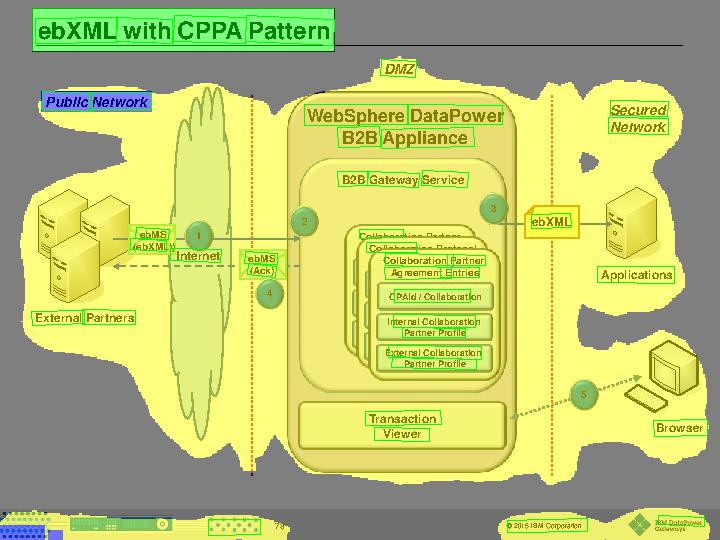 ebXML with CPPA Pattern
DMZ
Public Network
Secured
Network
WebSphere DataPower
B2B Appliance
B2B Gateway Service
ebMS
(ebXML)
1
Internet
2
3
ebXML
ebMS
(Ack)
4
Collaboration Partner
Collaboration Protocol
Collaboration Partner
Agreement Entries
CPAId / Collaboration
Internal Collaboration
Partner Profile
External Collaboration
Partner Profile
External Partners
Applications
5
Transaction
Viewer
Browser
© 2015 IBM Corporation
IBM DataPower
Gateways